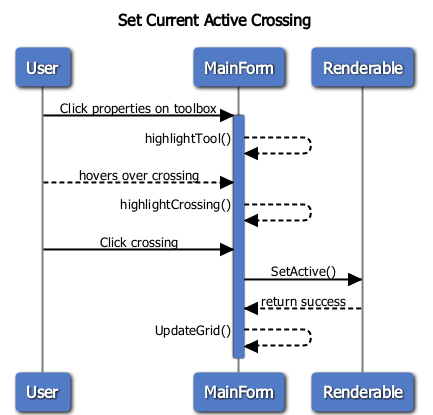 Set Current Active Crossing
User MainForm Renderable
Click properties on toolbox
highlightTool()
hovers over crossing
highlightCrossing()
Click crossing
SetActive()
return success
UpdateGrid()
User MainForm Renderable